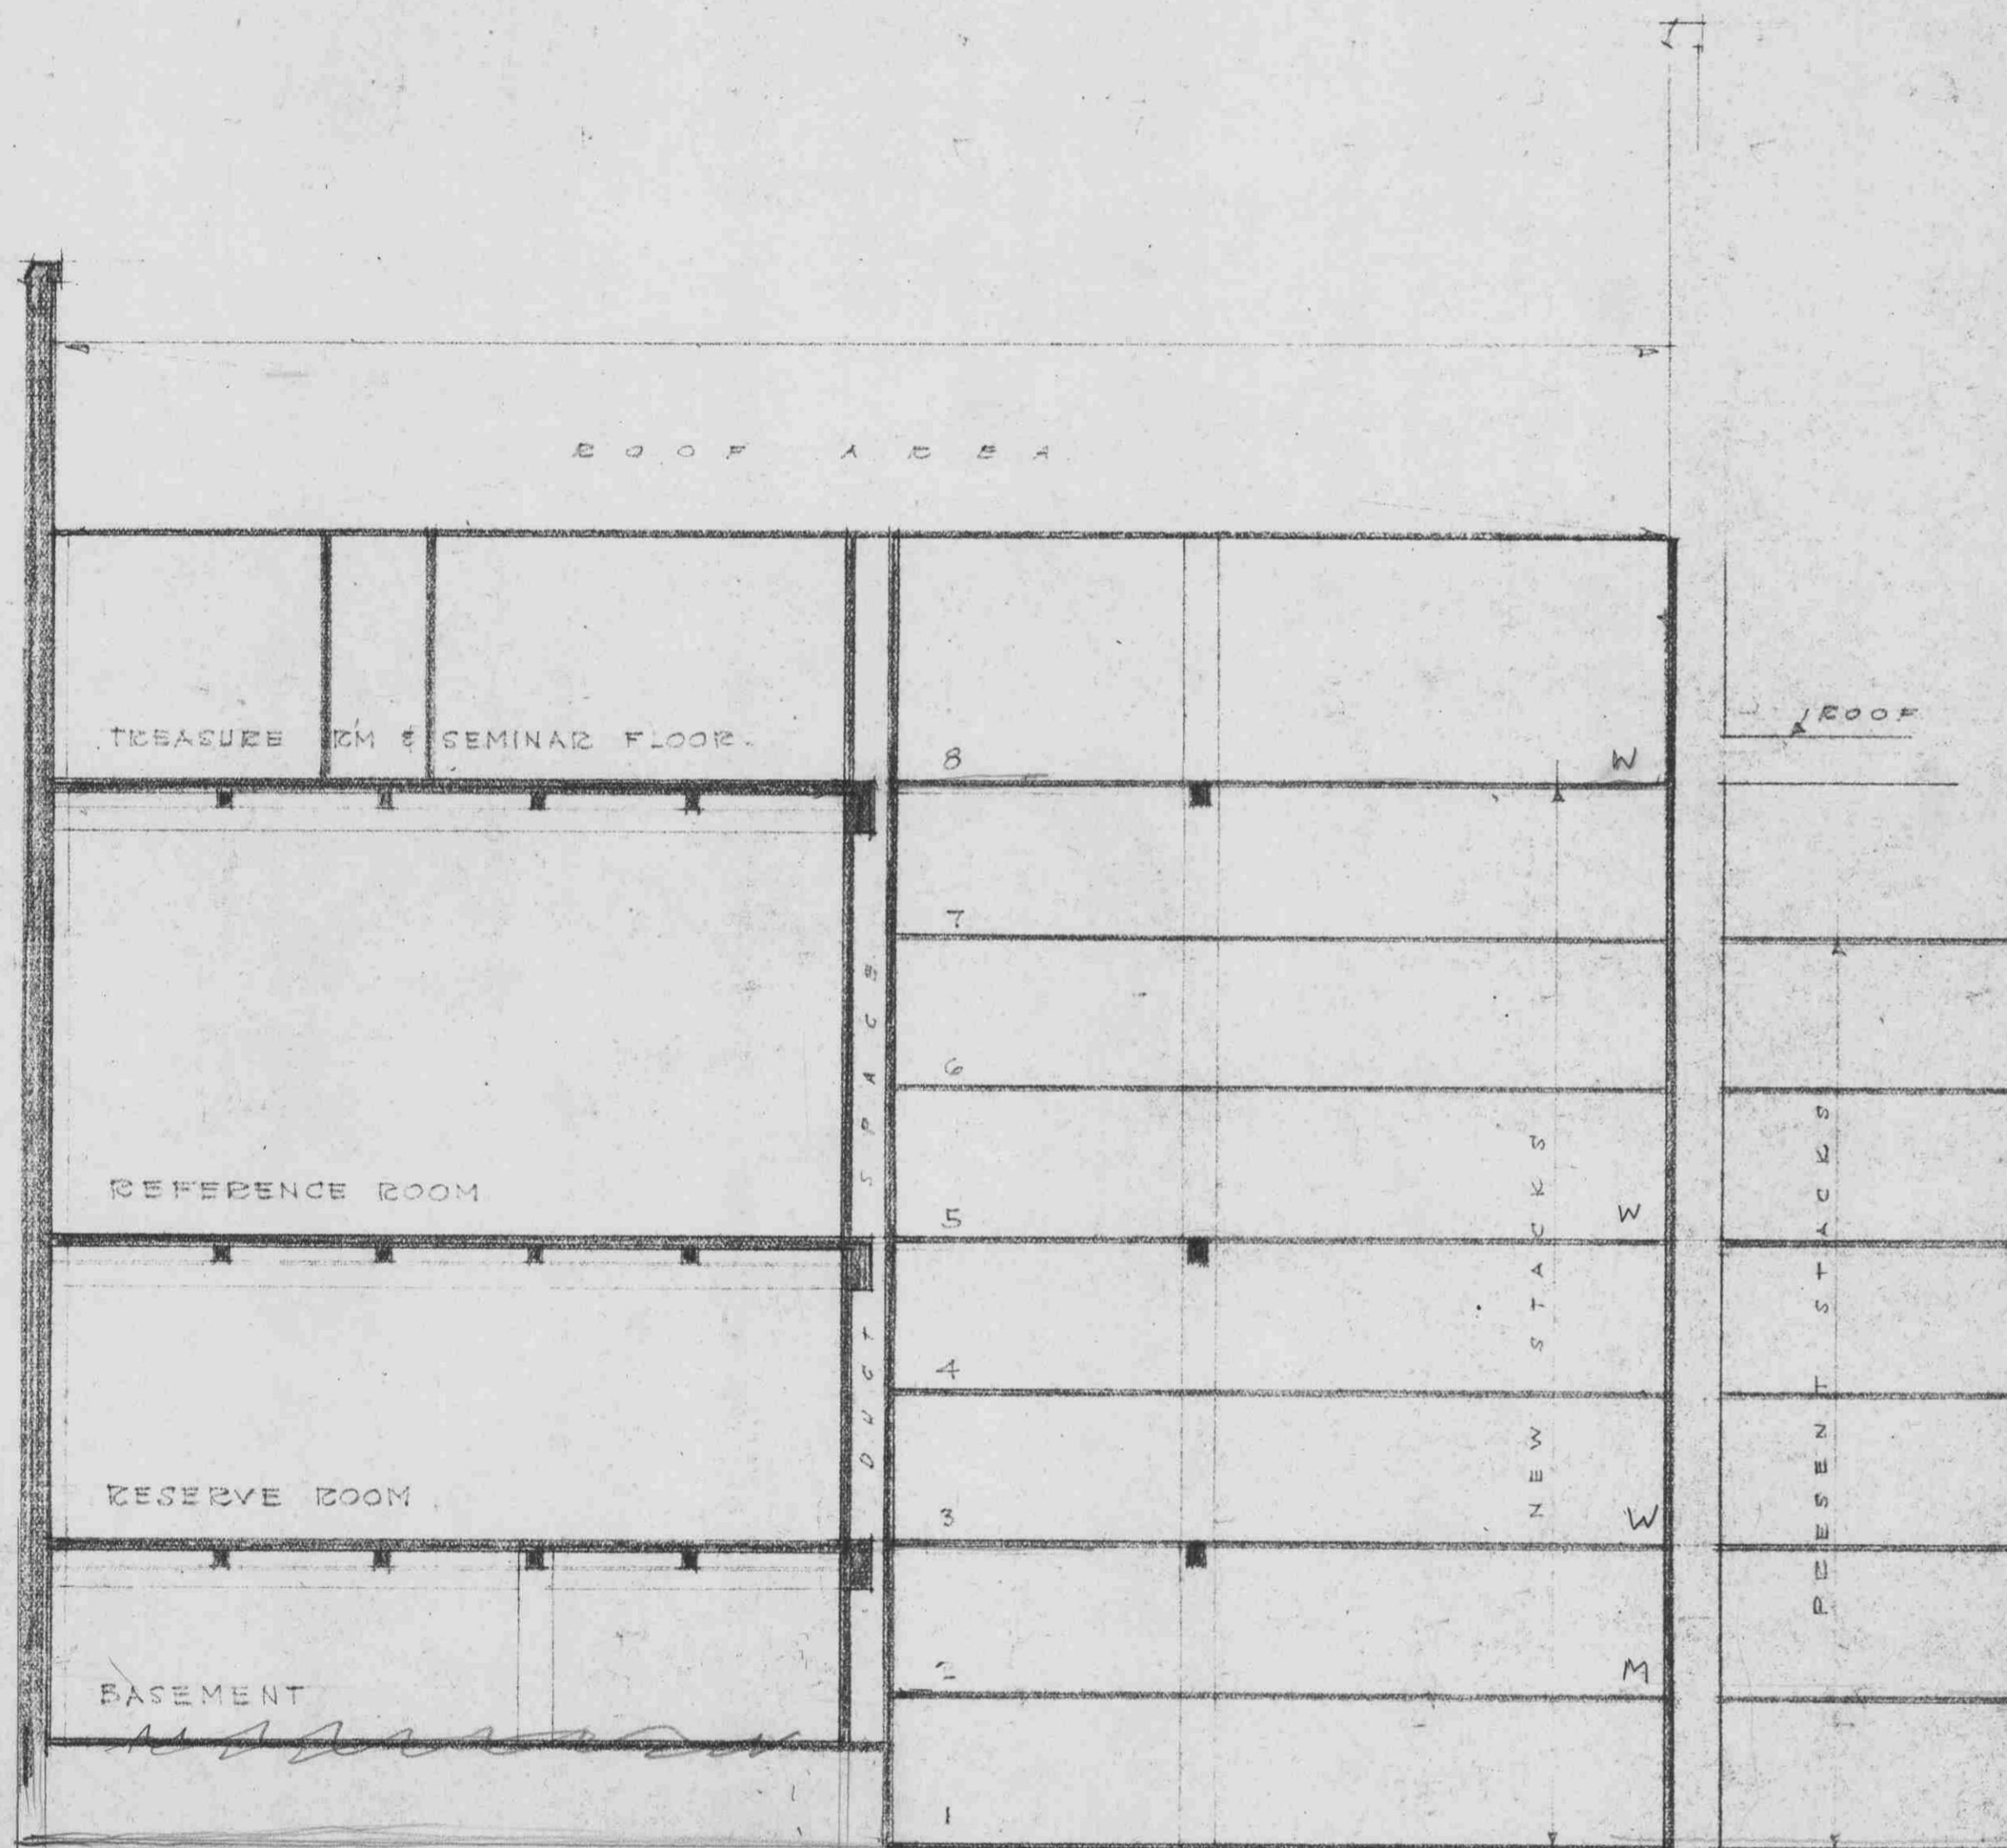 ROOF AREA
ROOF
TREASURE RM & SEMINAR FLOOR
8
W
7
6
REFERENCE ROOM
5
W
4
RESERVE ROOM
3
W
DUCT SPACE
NEW STACKS
PRESENT STACKS
2
M
BASEMENT
1